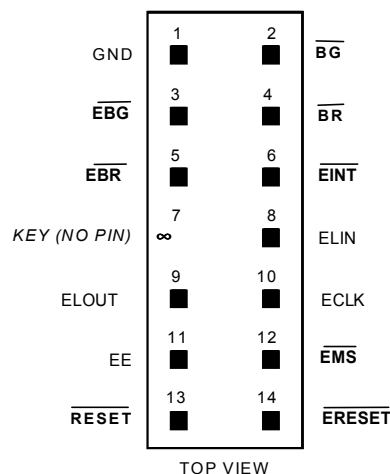 1 2
GND BG
3 4
EBG BR
5 6
EBR EINT
7 8
KEY (NO PIN) ∞ ELIN
9 10
ELOUT ECLK
11 12
EE EMS
13 14
RESET ERESET
TOP VIEW